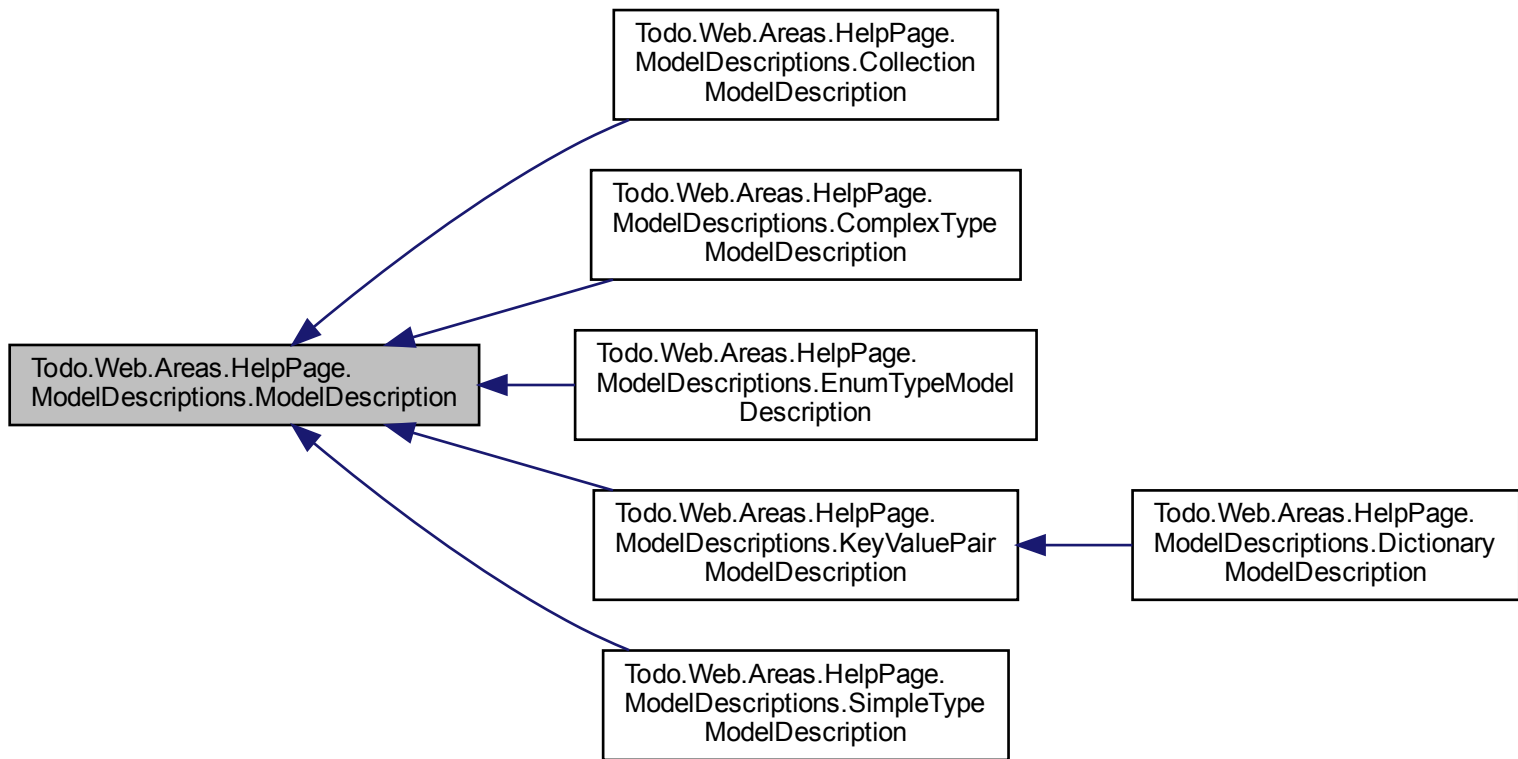 Todo.Web.Areas.HelpPage.
ModelDescriptions.Collection
ModelDescription
Todo.Web.Areas.HelpPage.
ModelDescriptions.ComplexType
ModelDescription
Todo.Web.Areas.HelpPage.
ModelDescriptions.ModelDescription
Todo.Web.Areas.HelpPage.
ModelDescriptions.EnumTypeModel
Description
Todo.Web.Areas.HelpPage.
ModelDescriptions.KeyValuePair
ModelDescription
Todo.Web.Areas.HelpPage.
ModelDescriptions.Dictionary
ModelDescription
Todo.Web.Areas.HelpPage.
ModelDescriptions.SimpleType
ModelDescription